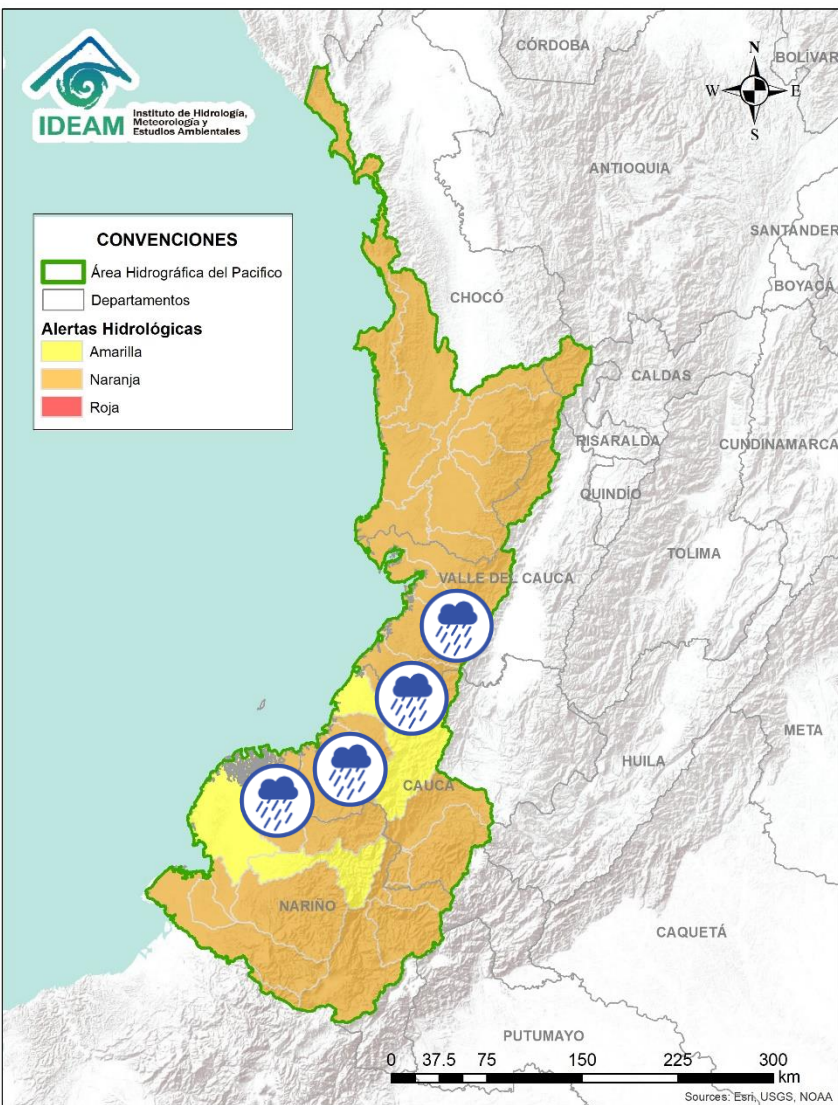 IDEAM
Instituto de Hidrología,
Meteorología y
Estudios Ambientales
CONVENCIONES
Área Hidrográfica del Pacifico
Departamentos
Alertas Hidrológicas
Amarilla
Naranja
Roja
N
W
E
S
CÓRDOBA
BOLÍVAR
ANTIOQUIA
SANTANDER
BOYACÁ
CHOCÓ
CALDAS
RISARALDA
CUNDINAMARCA
QUINDÍO
TOLIMA
VALLE DEL CAUCA
META
HUILA
CAUCA
NARIÑO
CAQUETÁ
PUTUMAYO
0 37.5 75 150 225 300
km
Sources: Esri, USGS, NOAA